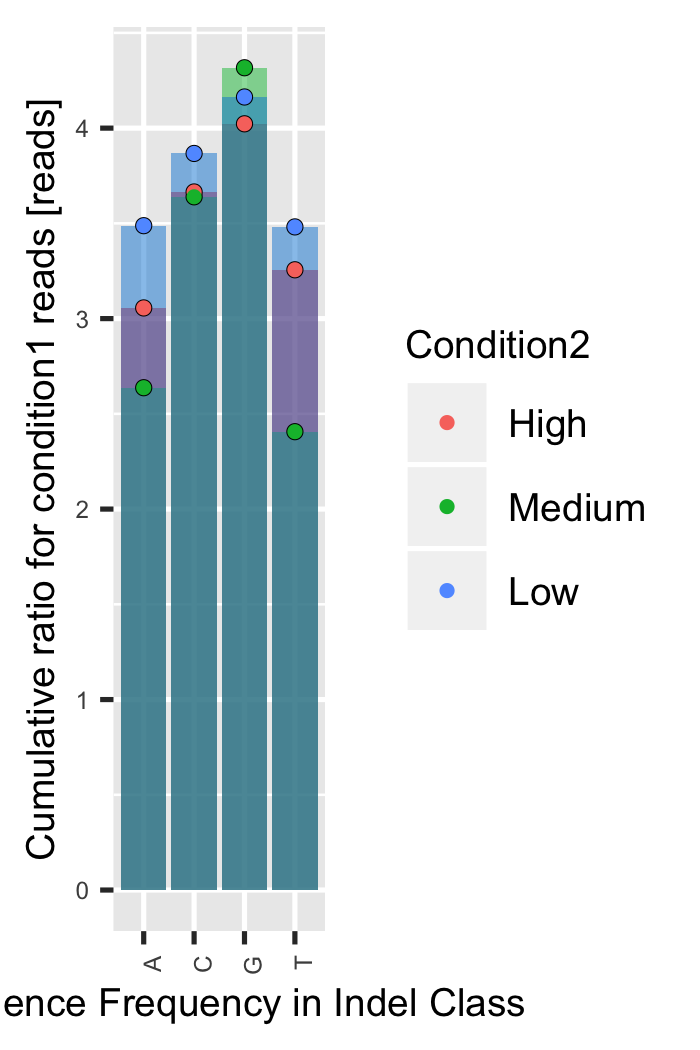 Cumulative ratio for condition1 reads [reads]
4
3
2
1
0
A
C
G
T
ence Frequency in Indel Class
Condition2
High
Medium
Low